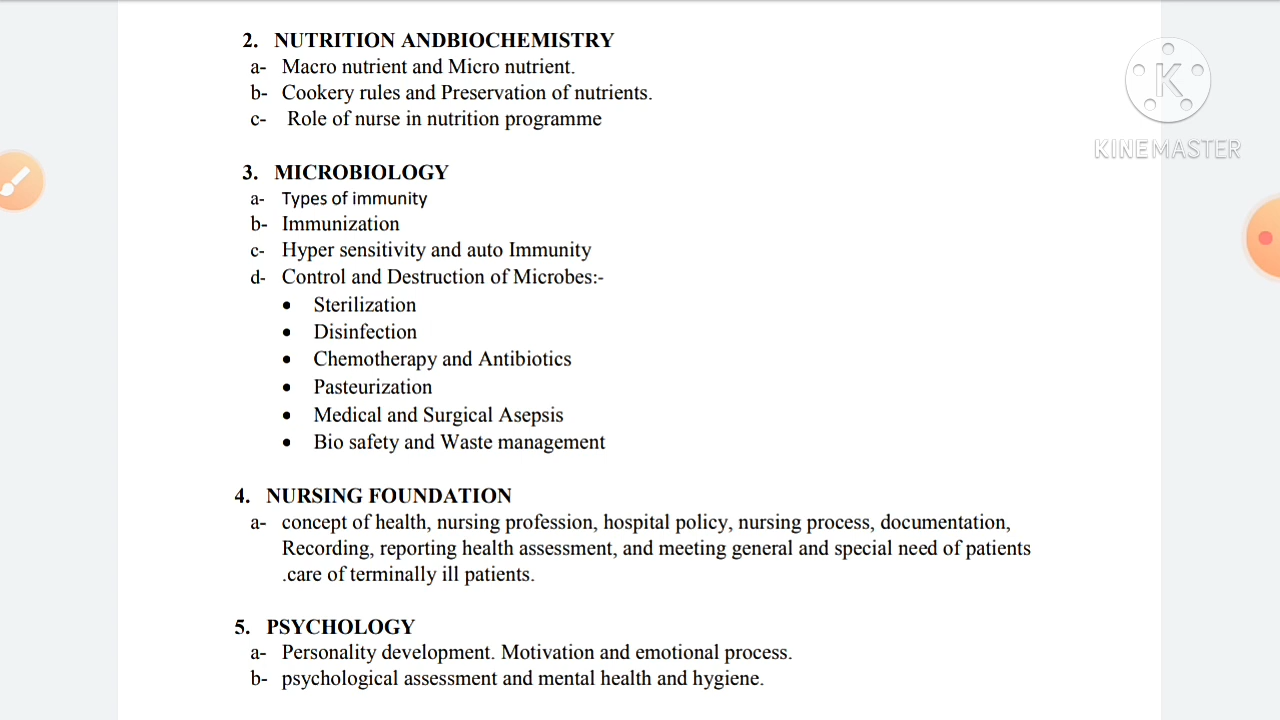 2. NUTRITION ANDBIOCHEMISTRY
a- Macro nutrient and Micro nutrient.
b- Cookery rules and Preservation of nutrients.
c- Role of nurse in nutrition programme
K
KINEMASTER
3. MICROBIOLOGY
a- Types of immunity
b- Immunization
c- Hyper sensitivity and auto Immunity
d- Control and Destruction of Microbes:-
• Sterilization
• Disinfection
• Chemotherapy and Antibiotics
• Pasteurization
• Medical and Surgical Asepsis
• Bio safety and Waste management
4. NURSING FOUNDATION
a- concept of health, nursing profession, hospital policy, nursing process, documentation,
Recording, reporting health assessment, and meeting general and special need of patients
.care of terminally ill patients.
5. PSYCHOLOGY
a- Personality development. Motivation and emotional process.
b- psychological assessment and mental health and hygiene.